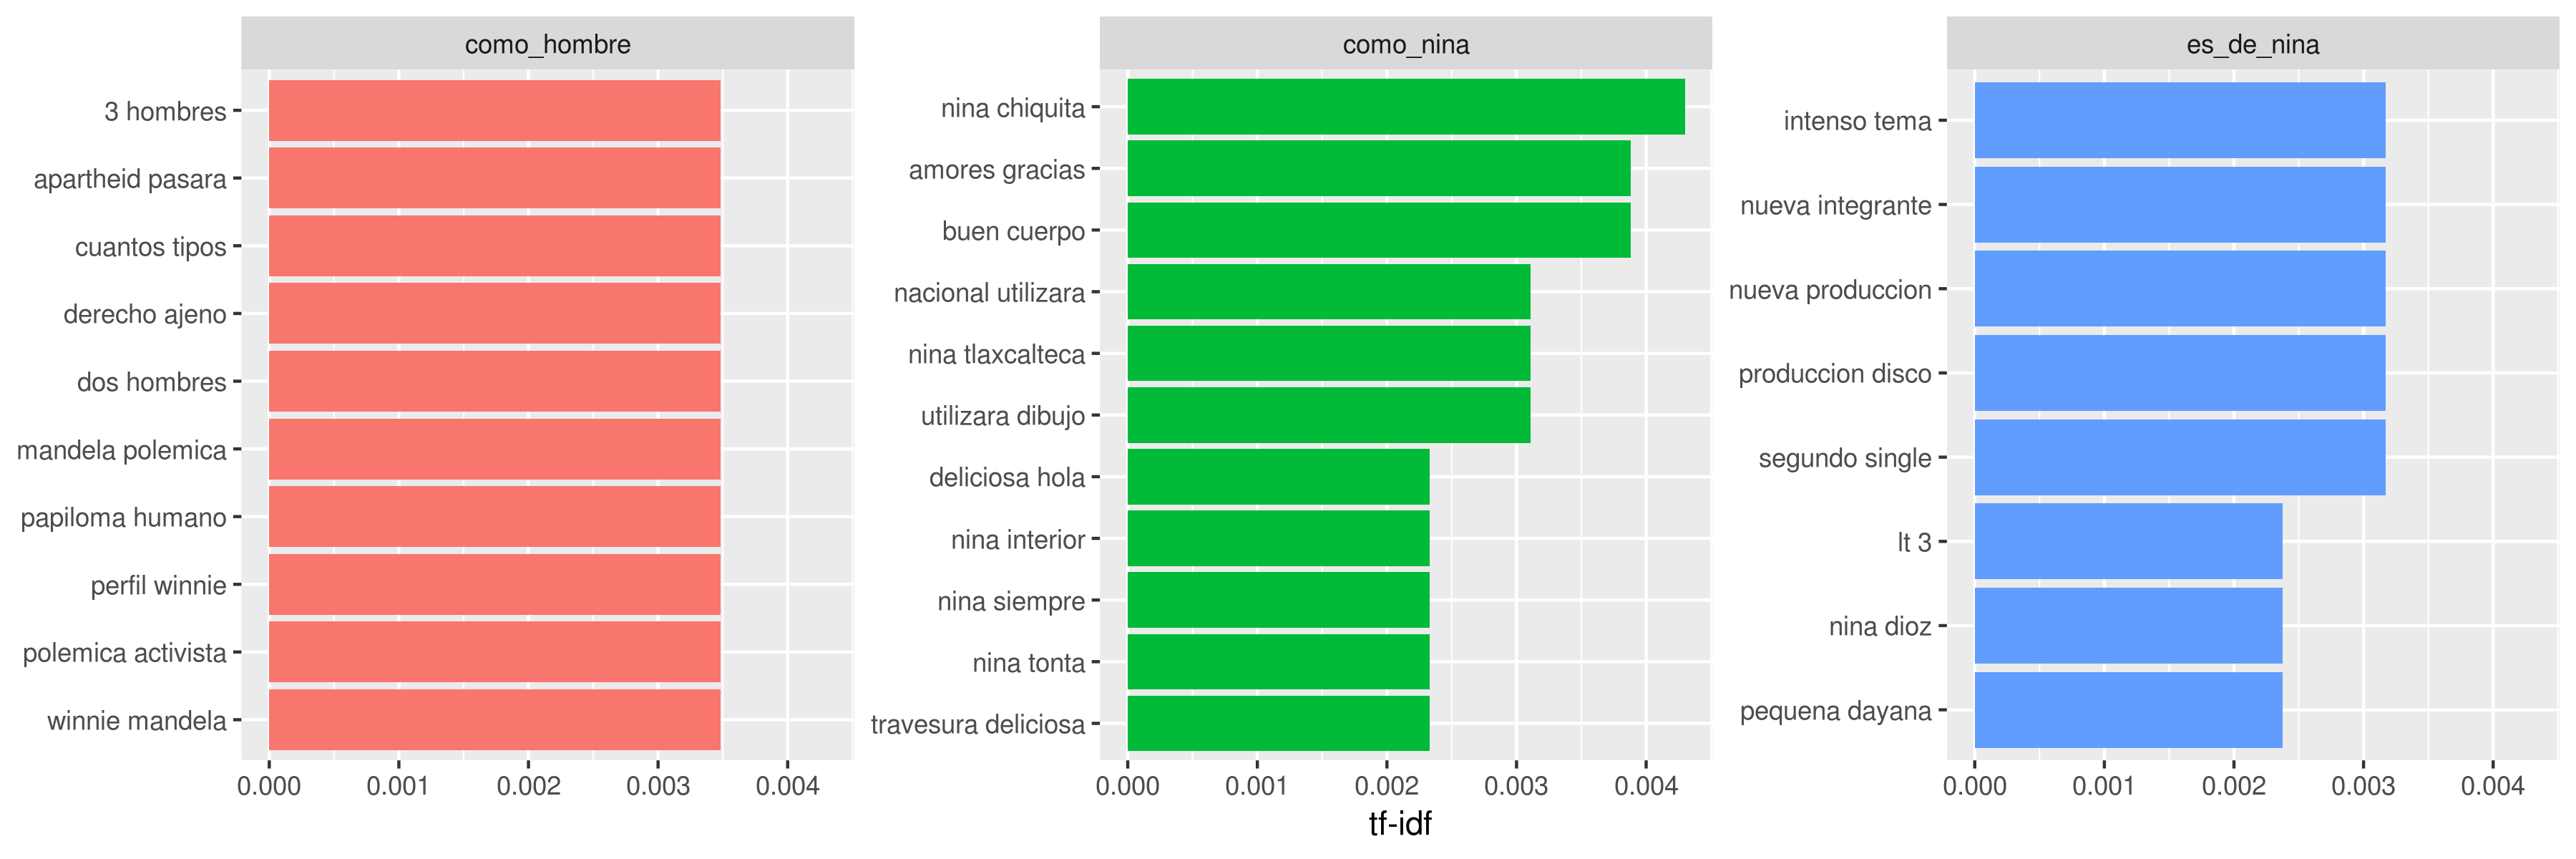 como_hombre
3 hombres
apartheid pasara
cuantos tipos
derecho ajeno
dos hombres
mandela polemica
papiloma humano
perfil winnie
polemica activista
winnie mandela
0.000 0.001 0.002 0.003 0.004
como_nina
nina chiquita
amores gracias
buen cuerpo
nacional utilizara
nina tlaxcalteca
utilizara dibujo
deliciosa hola
nina interior
nina siempre
nina tonta
travesura deliciosa
0.000 0.001 0.002 0.003 0.004
es_de_nina
intenso tema
nueva integrante
nueva produccion
produccion disco
segundo single
lt 3
nina dioz
pequena dayana
0.000 0.001 0.002 0.003 0.004
tf-idf